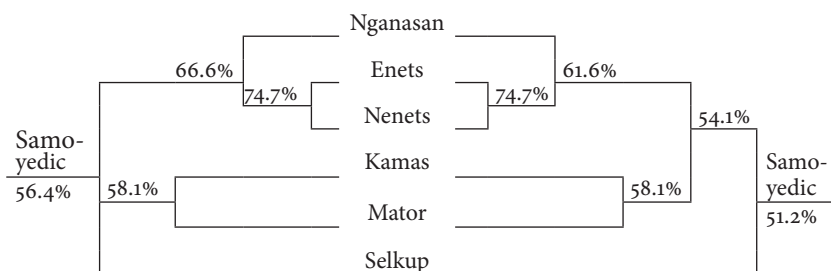 Nganasan
66.6% Enets 61.6%
74.7% 74.7%
Nenets 54.1%
Samo-
yedic Kamas Samo-
yedic
56.4% 58.1% 58.1%
Mator 51.2%
Selkup